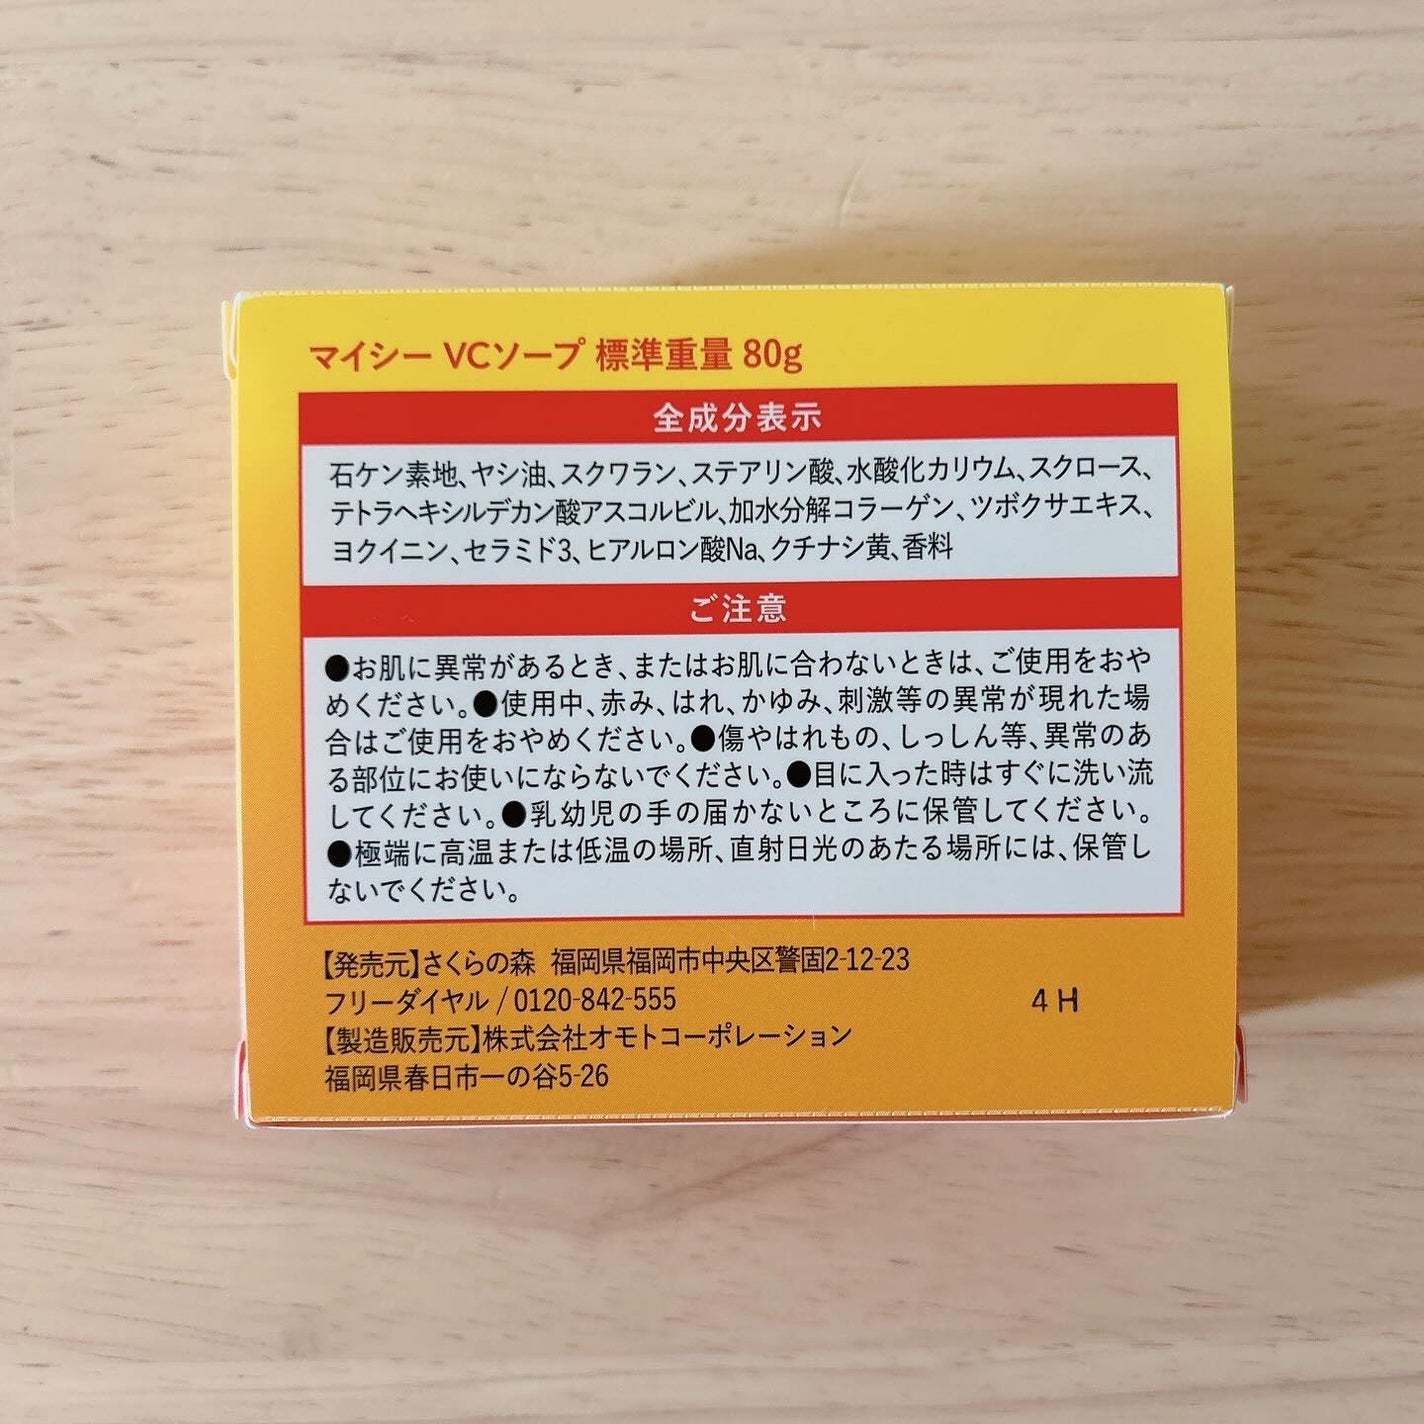 マイシー VCソープ 標準重量 80g
全成分表示
石ケン素地、ヤシ油、スクワラン、ステアリン酸、水酸化カリウム、スクロース、
テトラヘキシルデカン酸アスコルビル、加水分解コラーゲン、ツボクサエキス、
ヨクイニン、セラミド3、ヒアルロン酸Na、クチナシ黄、香料
ご注意
●お肌に異常があるとき、またはお肌に合わないときは、ご使用をおや
めください。●使用中、赤み、はれ、かゆみ、刺激等の異常が現れた場
合はご使用をおやめください。●傷やはれもの、しっしん等、異常のあ
る部位にお使いにならないでください。●目に入った時はすぐに洗い流
してください。●乳幼児の手の届かないところに保管してください。
●極端に高温または低温の場所、直射日光のあたる場所には、保管し
ないでください。
【発売元】さくらの森 福岡県福岡市中央区警固2-12-23
フリーダイヤル / 0120-842-555
4H
【製造販売元】株式会社オモトコーポレーション
福岡県春日市一の谷5-26